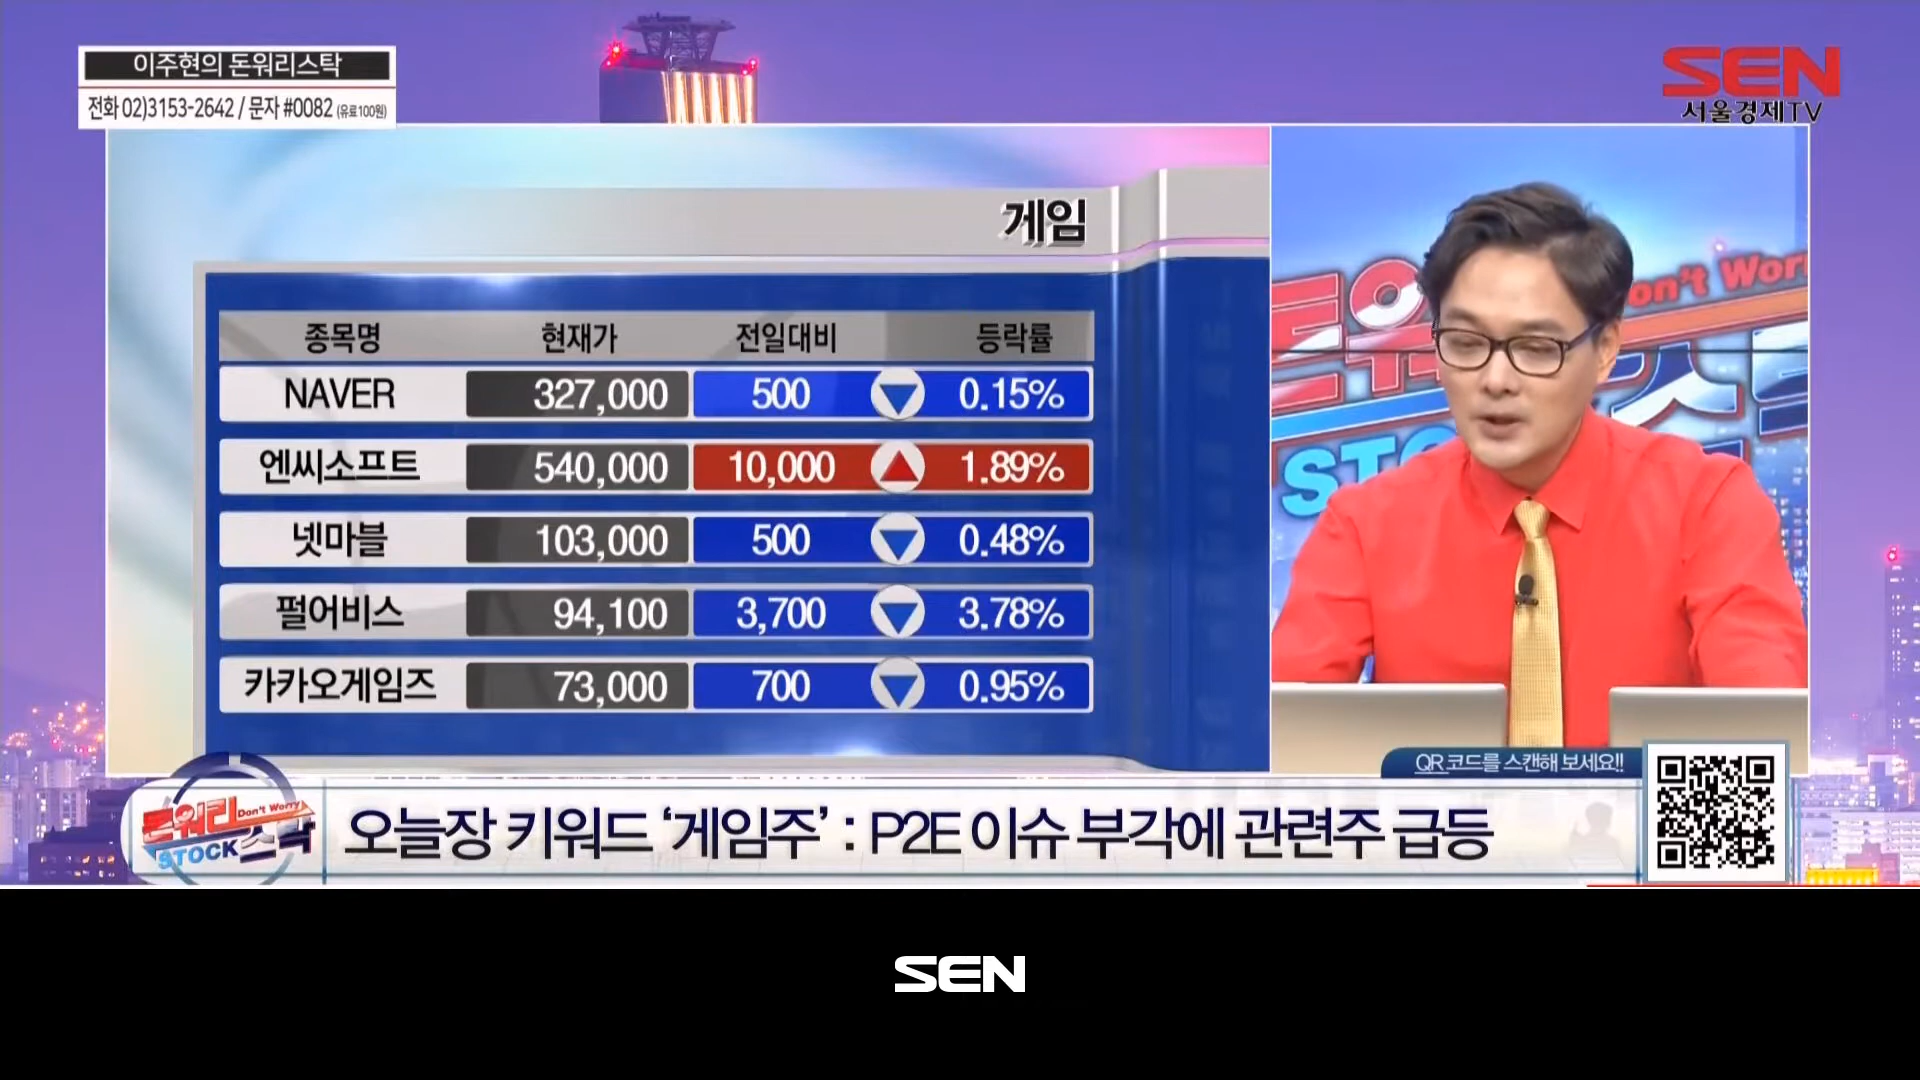 이주현의 돈워리스탁
전화 02)3153-2642 / 문자 #0082 (유료100원)
SEN
서울경제TV
게임
종목명 현재가 전일대비 등락률
NAVER 327,000 500 ▼ 0.15%
엔씨소프트 540,000 10,000 ▲ 1.89%
넷마블 103,000 500 ▼ 0.48%
펄어비스 94,100 3,700 ▼ 3.78%
카카오게임즈 73,000 700 ▼ 0.95%
QR코드를 스캔해 보세요!!
돈워리 Don't Worry
STOCK 스탁
오늘장 키워드 ‘게임주’ : P2E 이슈 부각에 관련주 급등
SEN